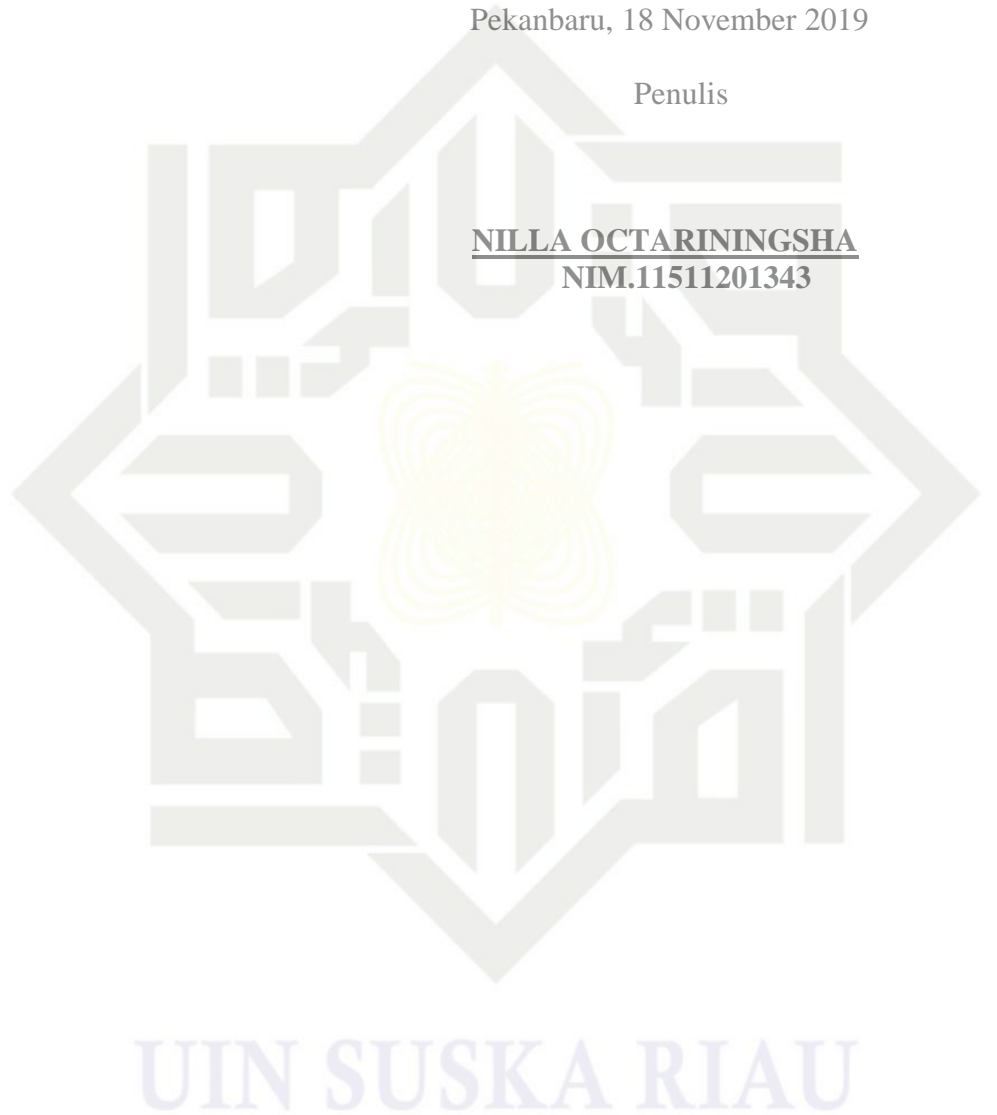 Pekanbaru, 18 November 2019
Penulis
NILLA OCTARININGSHA
NIM.11511201343
UIN SUSKA RIAU